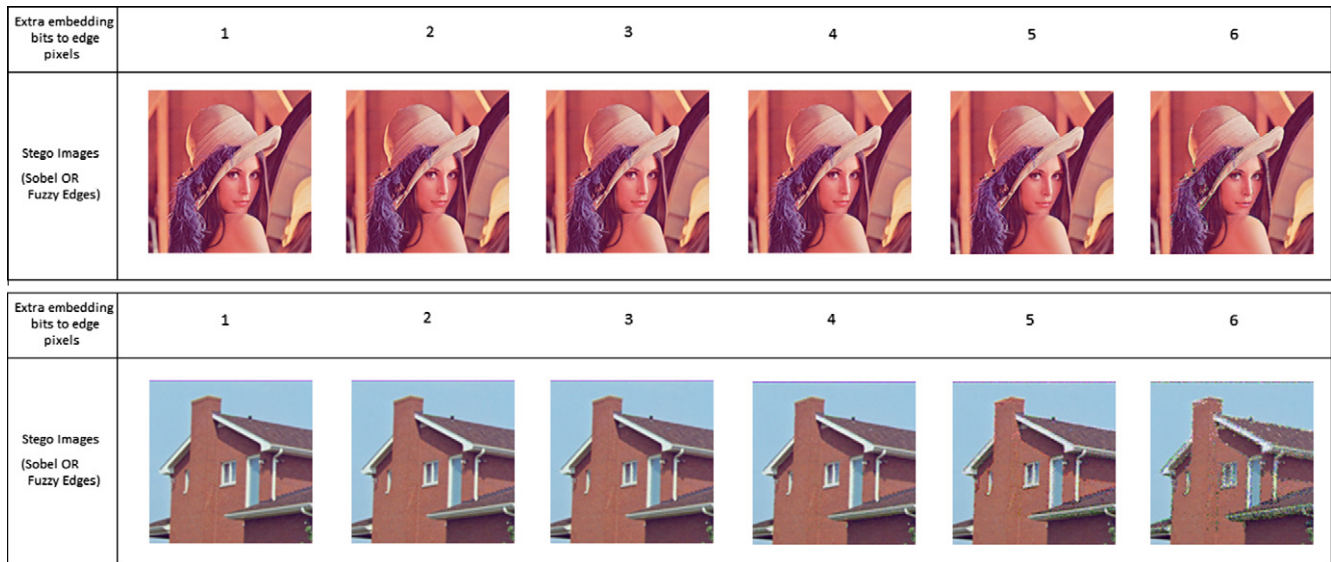 Extra embedding
bits to edge
pixels
1 2 3 4 5 6
Stego Images
(Sobel OR
Fuzzy Edges)
Extra embedding
bits to edge
pixels
1 2 3 4 5 6
Stego Images
(Sobel OR
Fuzzy Edges)